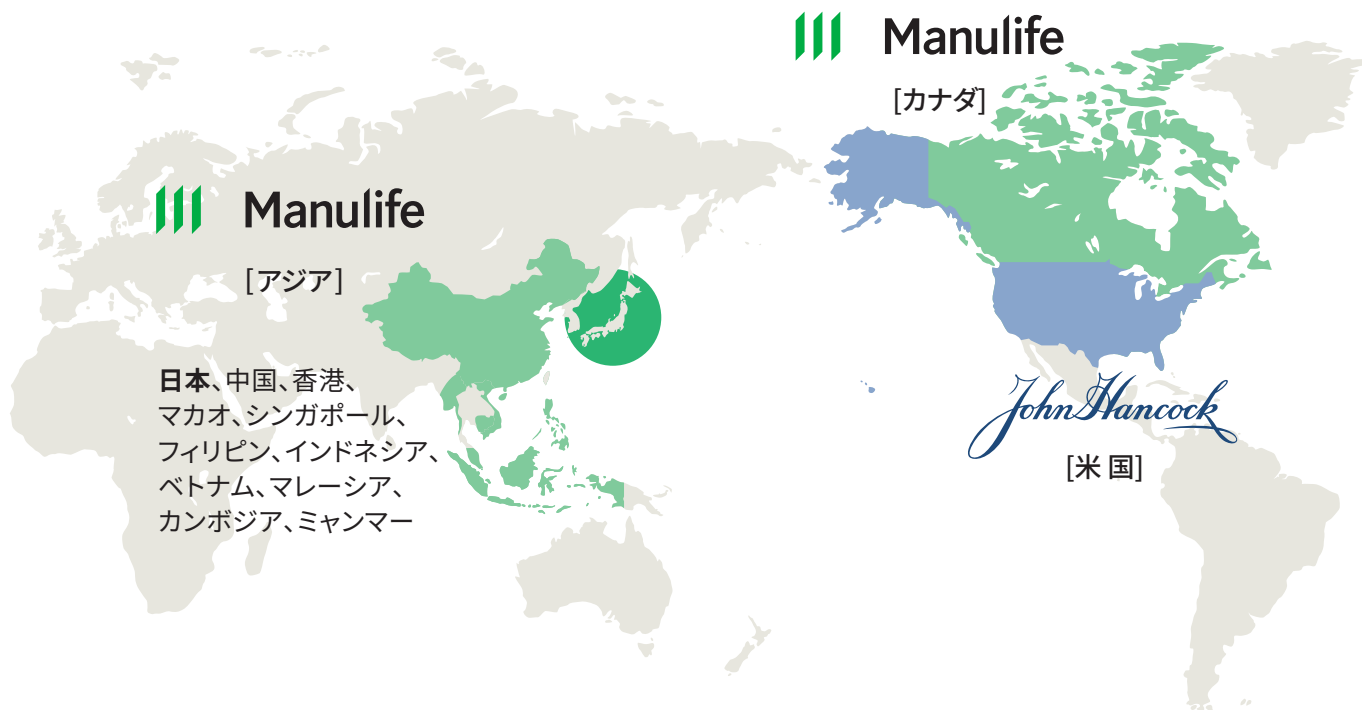 Manulife
[カナダ]
Manulife
[アジア]
日本、中国、香港、
マカオ、シンガポール、
フィリピン、インドネシア、
ベトナム、マレーシア、
カンボジア、ミャンマー
John Hancock
[米 国]